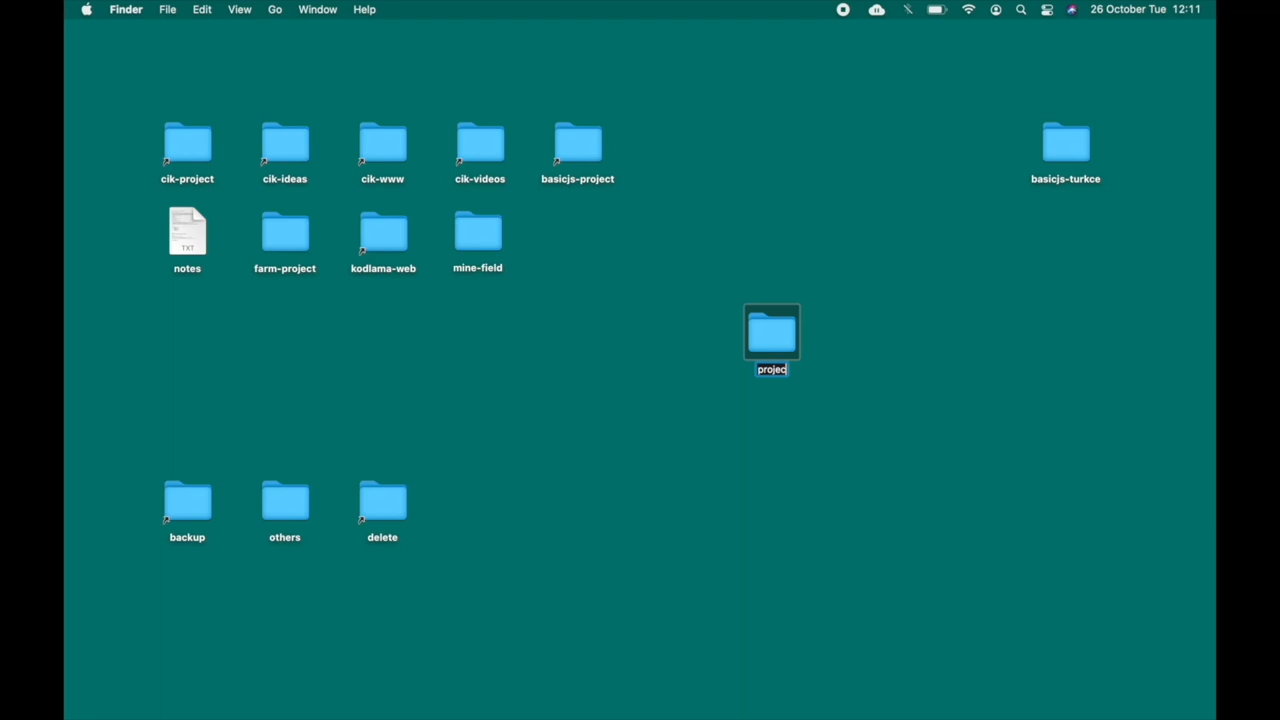 Finder File Edit View Go Window Help 26 October Tue 12:11
cik-project cik-ideas cik-www cik-videos basicjs-project basicjs-turkce
TXT
notes farm-project kodlama-web mine-field
projec
backup others delete